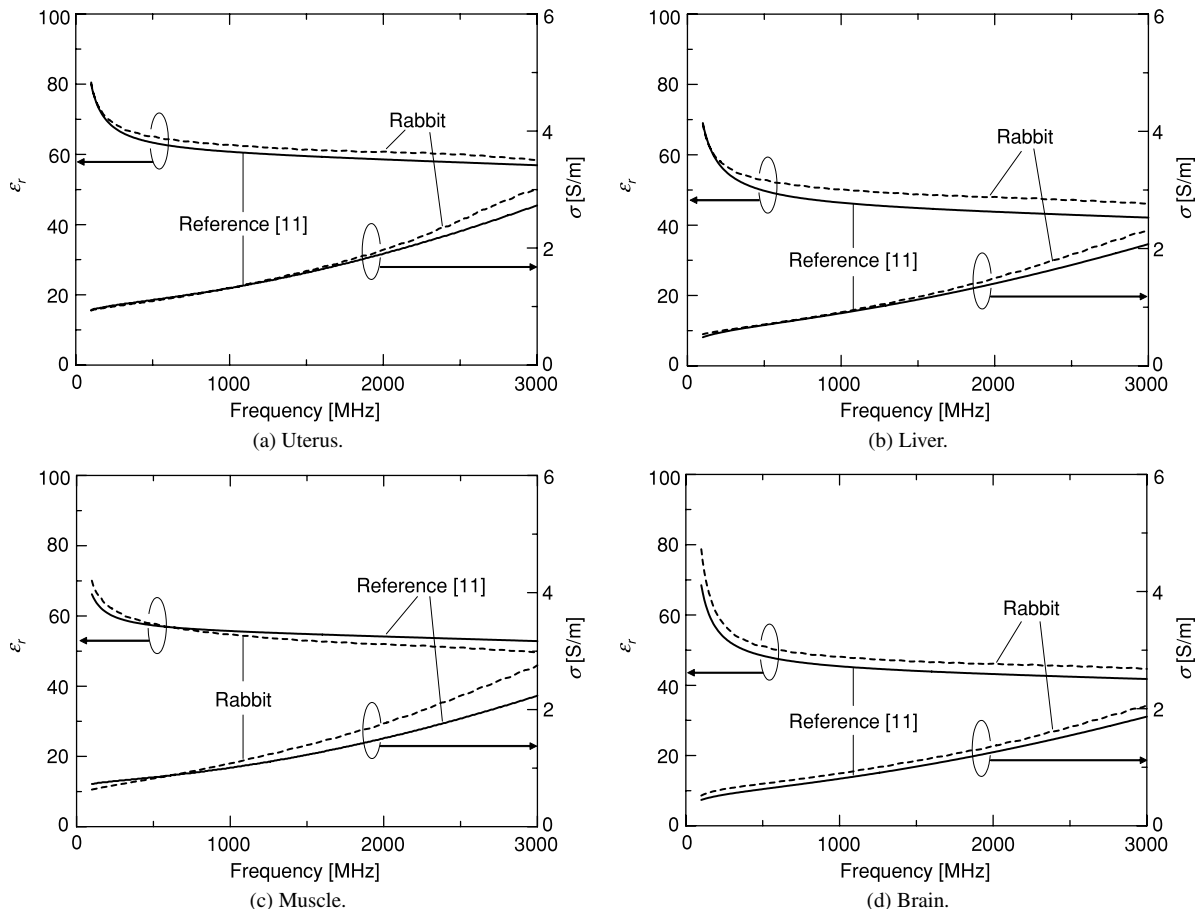 100
80
60
40
20
0
εr
6
4
2
0
σ [S/m]
Rabbit
Reference [11]
0
1000
2000
3000
Frequency [MHz]
(a) Uterus.
100
80
60
40
20
0
εr
6
4
2
0
σ [S/m]
Rabbit
Reference [11]
0
1000
2000
3000
Frequency [MHz]
(b) Liver.
100
80
60
40
20
0
εr
6
4
2
0
σ [S/m]
Reference [11]
Rabbit
0
1000
2000
3000
Frequency [MHz]
(c) Muscle.
100
80
60
40
20
0
εr
6
4
2
0
σ [S/m]
Rabbit
Reference [11]
0
1000
2000
3000
Frequency [MHz]
(d) Brain.